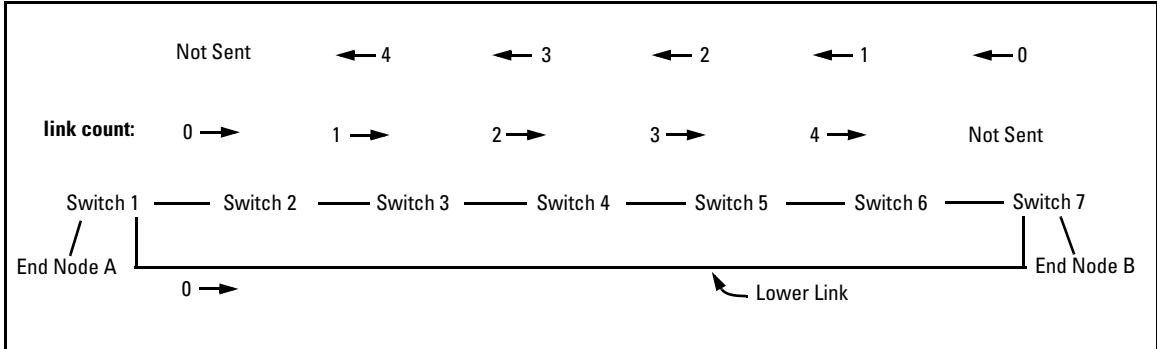 Not Sent 4 3 2 1 0
link count: 0 1 2 3 4 Not Sent
Switch 1 Switch 2 Switch 3 Switch 4 Switch 5 Switch 6 Switch 7
End Node A End Node B
0 Lower Link